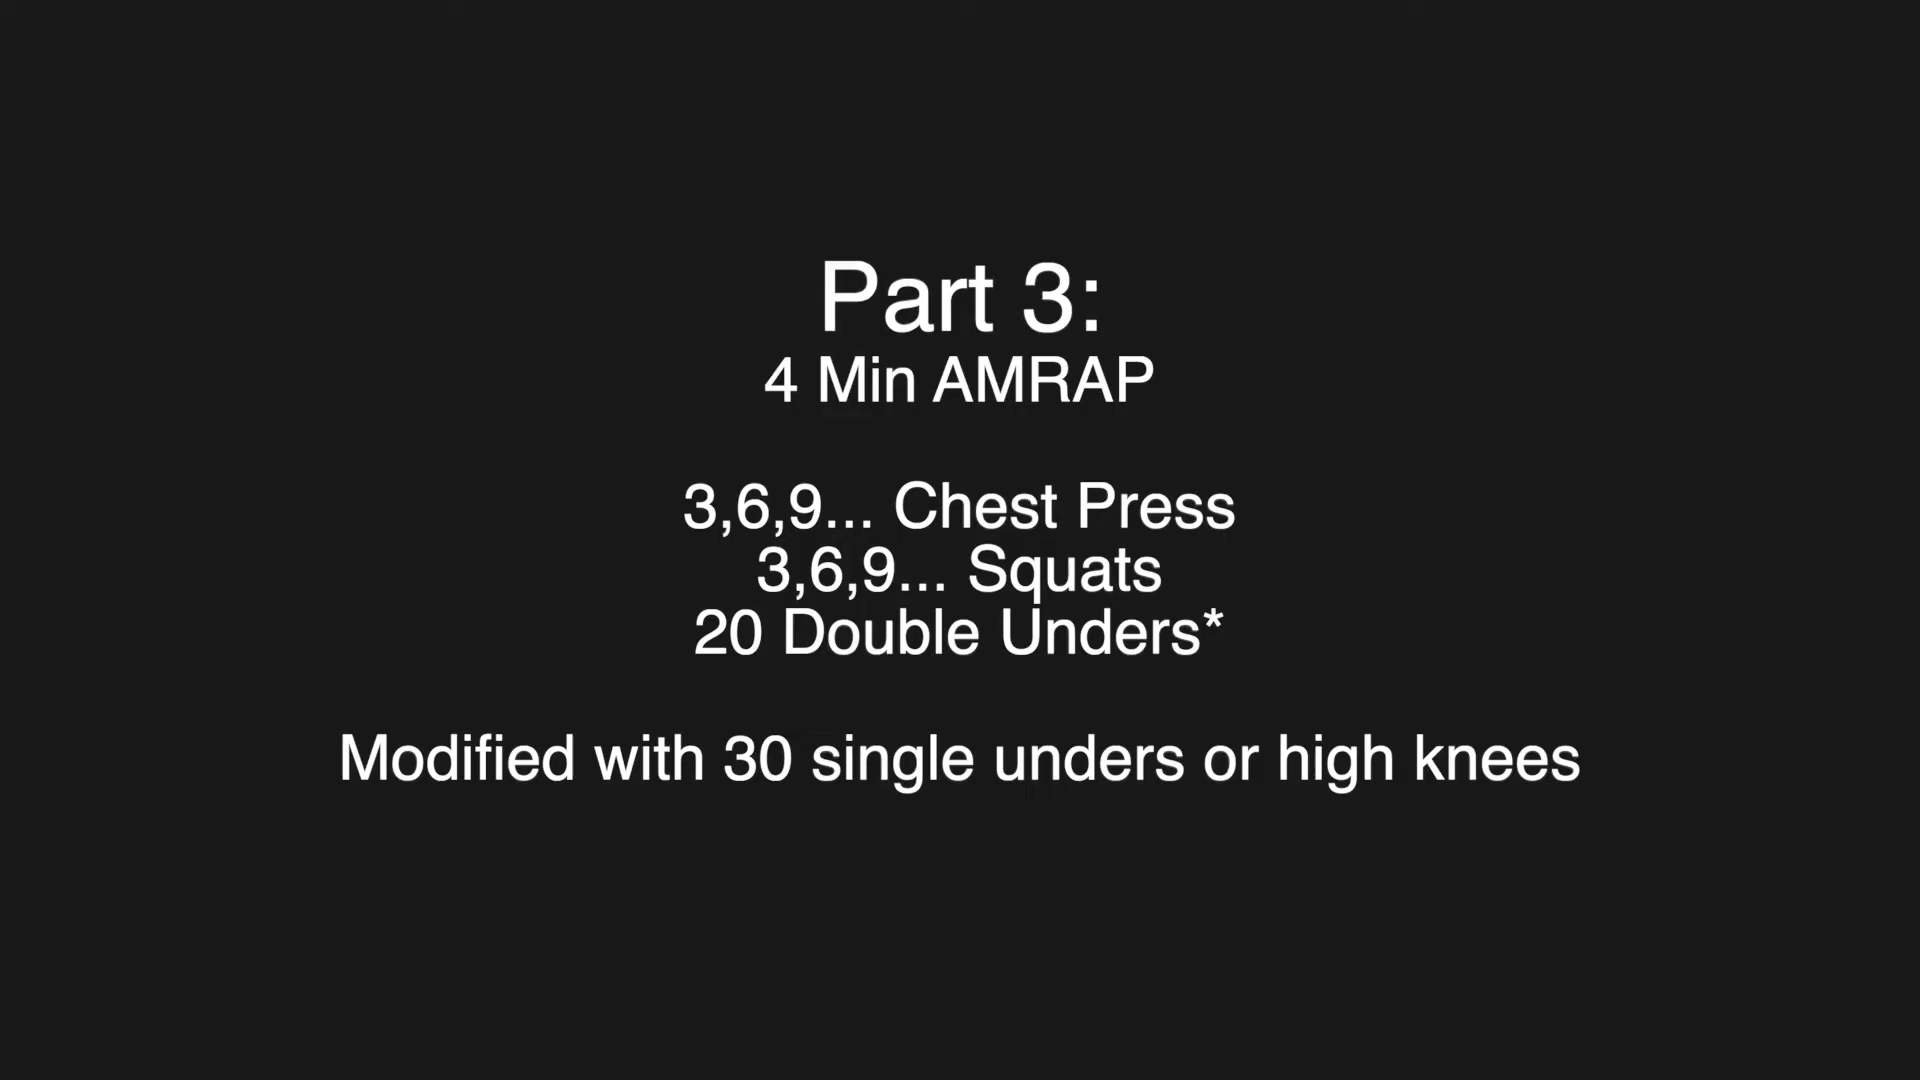 Part 3:
4 Min AMRAP
3,6,9... Chest Press
3,6,9... Squats
20 Double Unders*
Modified with 30 single unders or high knees